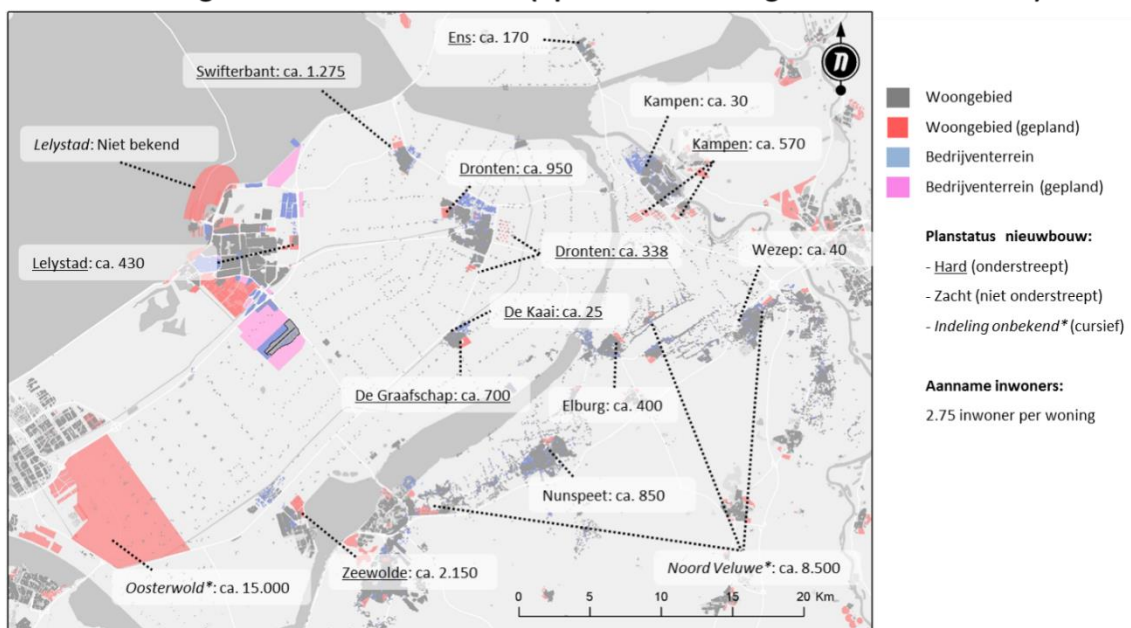 Ens: ca. 170
Swifterbant: ca. 1.275
Kampen: ca. 30
Lelystad: Niet bekend
Kampen: ca. 570
Dronten: ca. 950
Lelystad: ca. 430
Dronten: ca. 338
Wezep: ca. 40
De Kaai: ca. 25
De Graafschap: ca. 700
Elburg: ca. 400
Nunspeet: ca. 850
Oosterwold*: ca. 15.000
Zeewolde: ca. 2.150
Noord Veluwe*: ca. 8.500
0 5 10 15 20 Km
n
Woongebied
Woongebied (gepland)
Bedrijventerrein
Bedrijventerrein (gepland)
Planstatus nieuwbouw:
- Hard (onderstreept)
- Zacht (niet onderstreept)
- Indeling onbekend* (cursief)
Aanname inwoners:
2.75 inwoner per woning